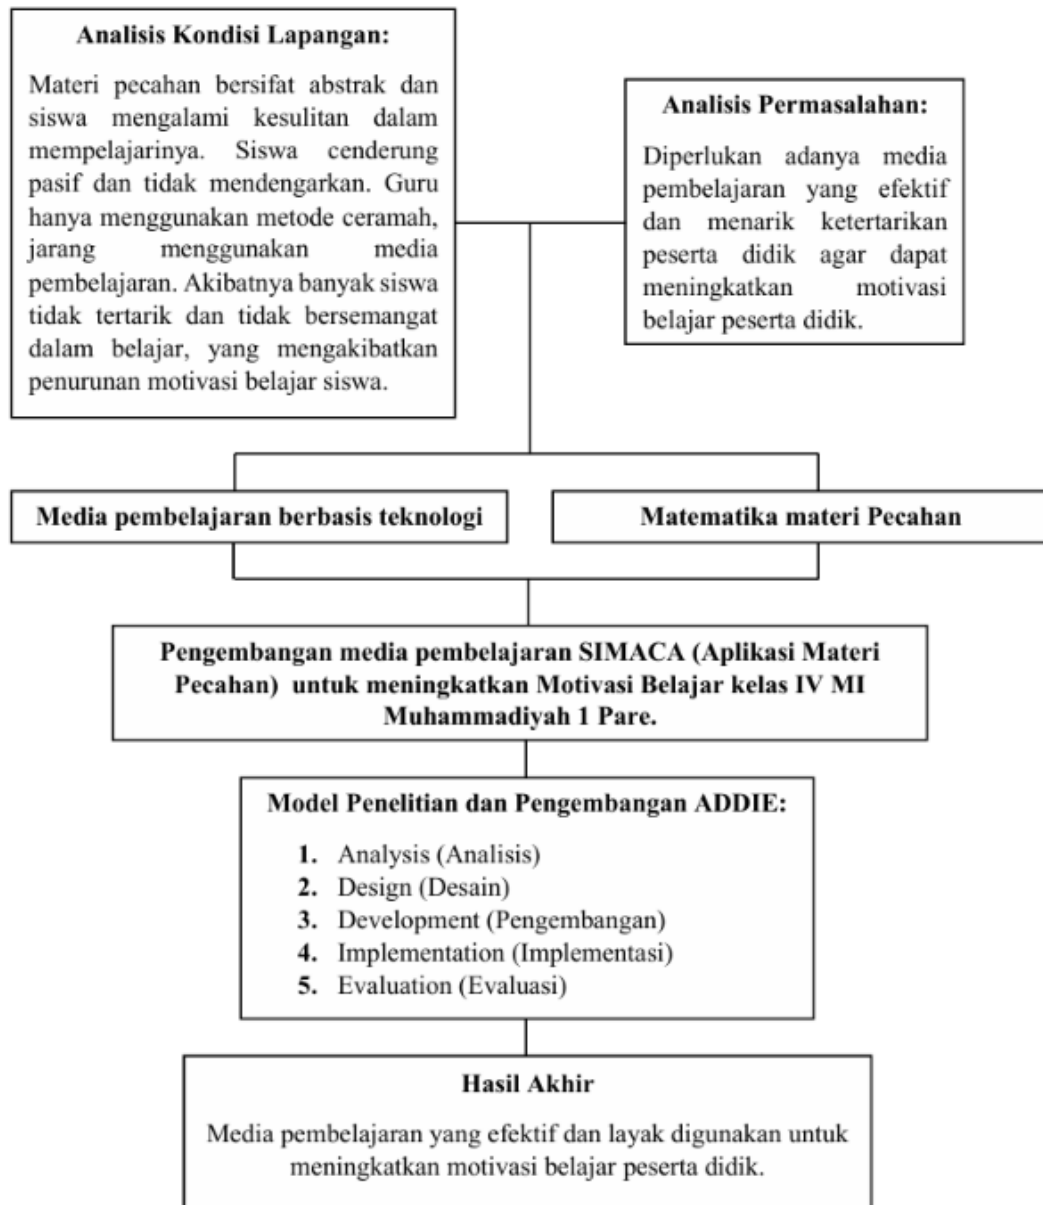 Analisis Kondisi Lapangan:
Materi pecahan bersifat abstrak dan
siswa mengalami kesulitan dalam
mempelajarinya. Siswa cenderung
pasif dan tidak mendengarkan. Guru
hanya menggunakan metode ceramah,
jarang menggunakan media
pembelajaran. Akibatnya banyak siswa
tidak tertarik dan tidak bersemangat
dalam belajar, yang mengakibatkan
penurunan motivasi belajar siswa.
Analisis Permasalahan:
Diperlukan adanya media
pembelajaran yang efektif
dan menarik ketertarikan
peserta didik agar dapat
meningkatkan motivasi
belajar peserta didik.
Media pembelajaran berbasis teknologi
Matematika materi Pecahan
Pengembangan media pembelajaran SIMACA (Aplikasi Materi
Pecahan) untuk meningkatkan Motivasi Belajar kelas IV MI
Muhammadiyah 1 Pare.
Model Penelitian dan Pengembangan ADDIE:
1. Analysis (Analisis)
2. Design (Desain)
3. Development (Pengembangan)
4. Implementation (Implementasi)
5. Evaluation (Evaluasi)
Hasil Akhir
Media pembelajaran yang efektif dan layak digunakan untuk
meningkatkan motivasi belajar peserta didik.